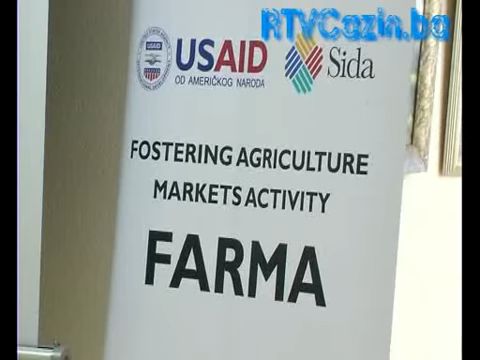 RTVCazin.ba
USAID
OD AMERIČKOG NARODA
Sida
FOSTERING AGRICULTURE
MARKETS ACTIVITY
FARMA